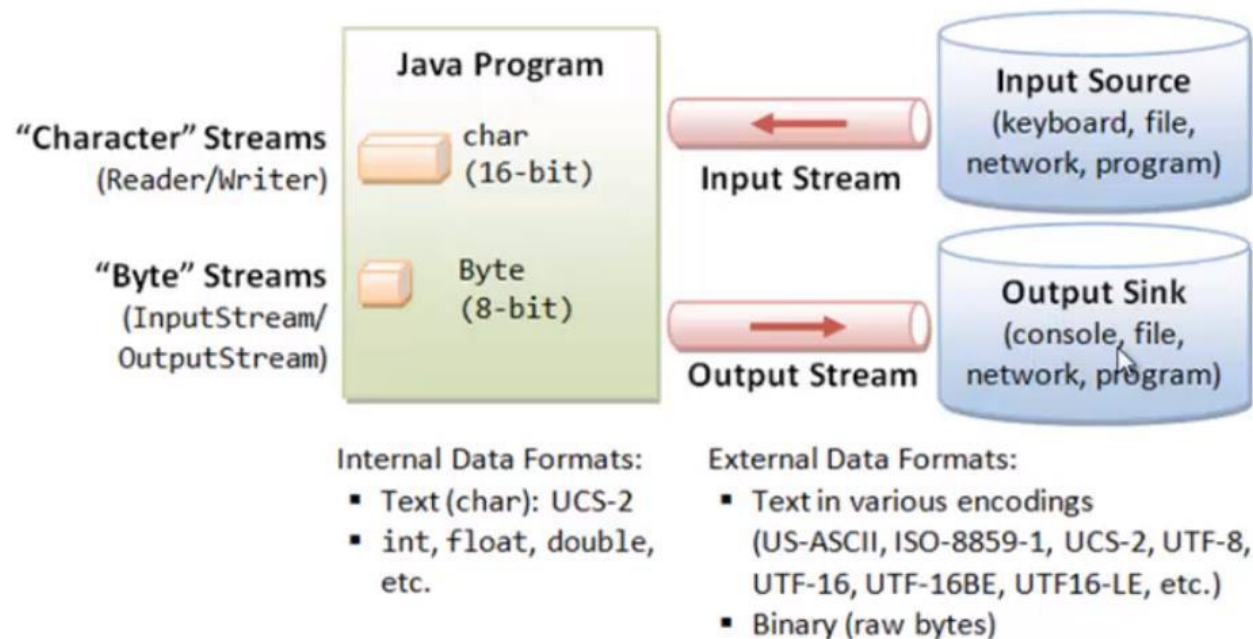 Java Program
"Character" Streams
(Reader/Writer)
char
(16-bit)
"Byte" Streams
(InputStream/
OutputStream)
Byte
(8-bit)
Input Stream
Output Stream
Input Source
(keyboard, file,
network, program)
Output Sink
(console, file,
network, program)
Internal Data Formats:
▪ Text (char): UCS-2
▪ int, float, double,
etc.
External Data Formats:
▪ Text in various encodings
(US-ASCII, ISO-8859-1, UCS-2, UTF-8,
UTF-16, UTF-16BE, UTF16-LE, etc.)
▪ Binary (raw bytes)